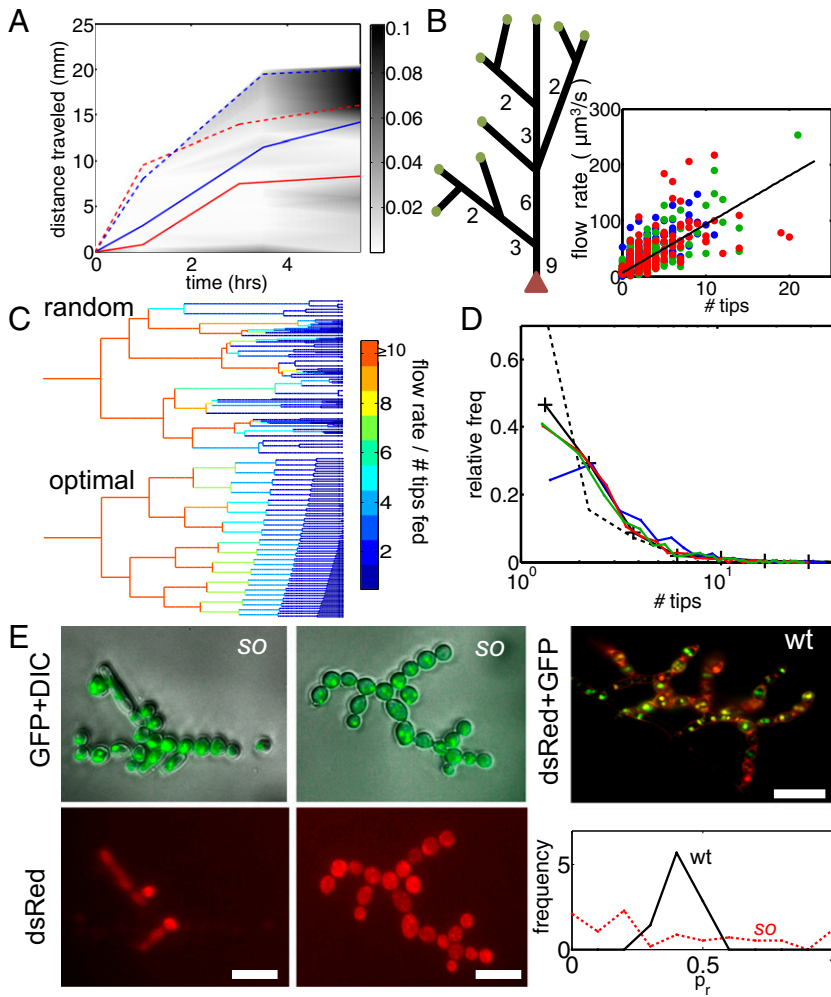 A
25
20
15
10
5
0
distance traveled (mm)
0
2
4
time (hrs)
0.1
0.08
0.06
0.04
0.02
B
2
2
3
6
2
3
9
300
200
100
0
flow rate ( µm³/s)
0
10
20
# tips
C
random
optimal
≥10
8
6
4
2
flow rate / # tips fed
D
0.6
0.4
0.2
0
relative freq
10⁰
10¹
# tips
E
GFP+DIC
so
so
dsRed+GFP
wt
dsRed
frequency
5
0
wt
so
0
0.5
pᵣ